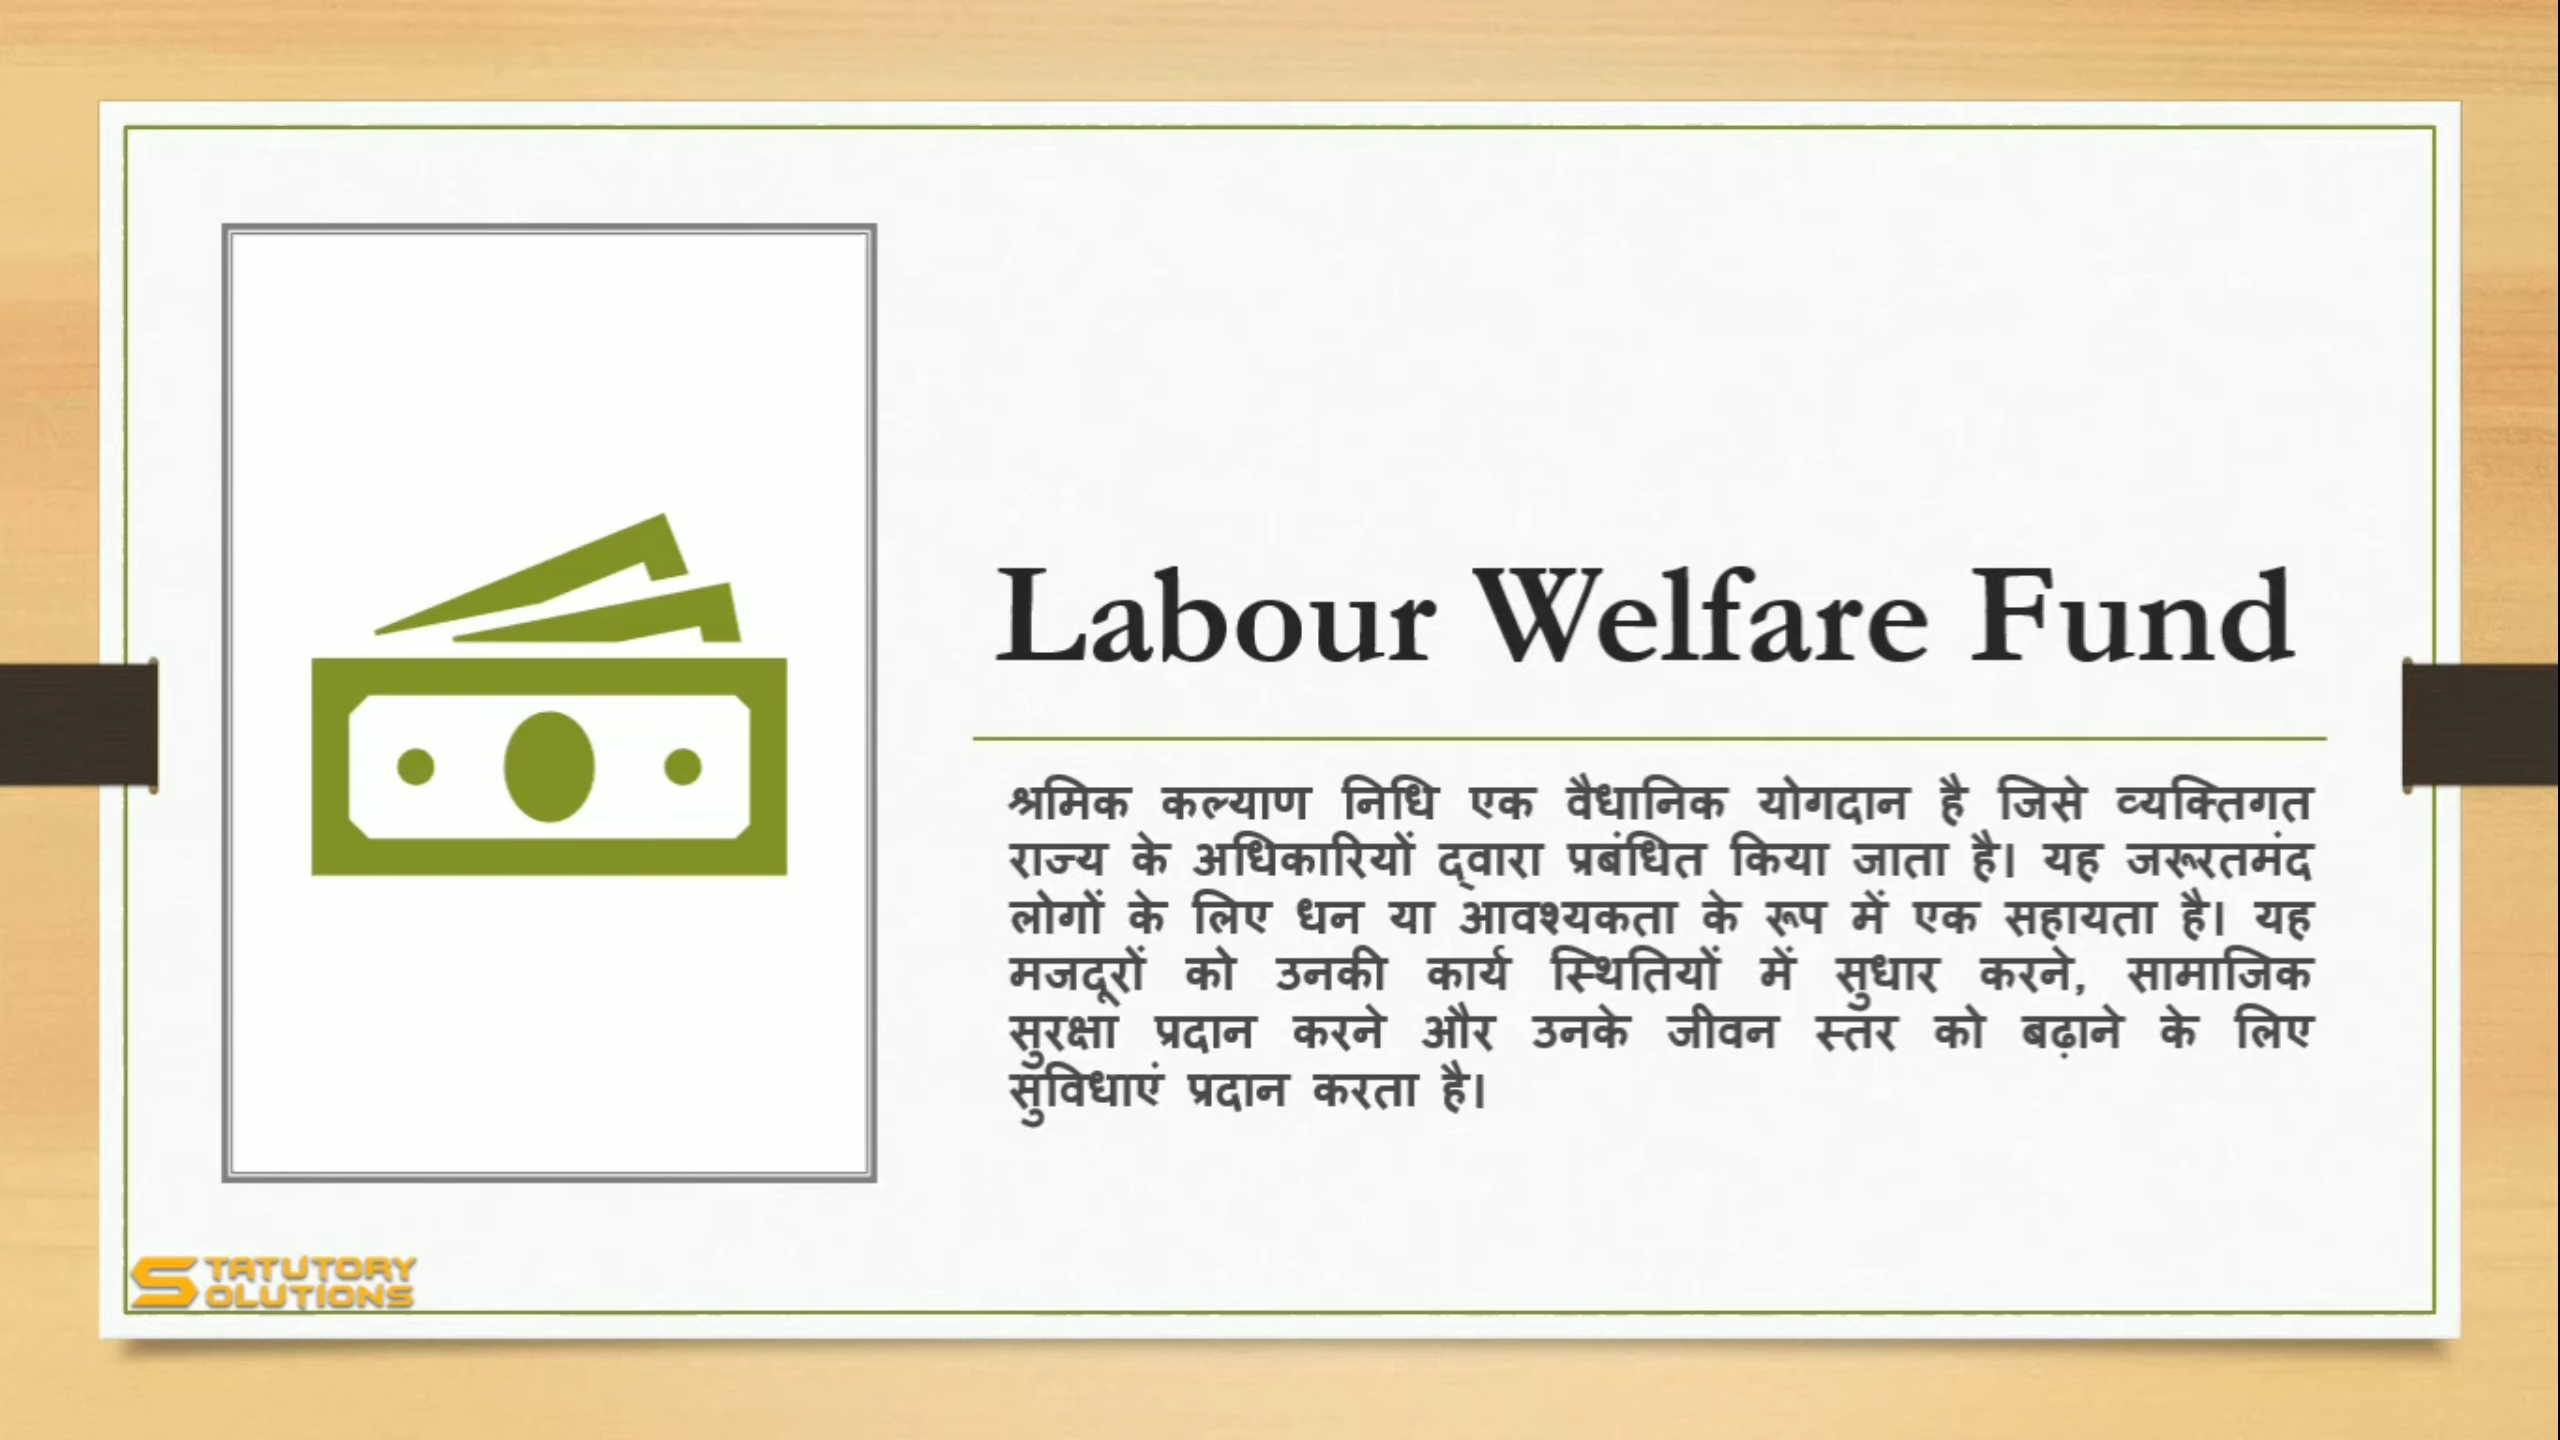 Labour Welfare Fund
श्रमिक कल्याण निधि एक वैधानिक योगदान है जिसे व्यक्तिगत
राज्य के अधिकारियों द्वारा प्रबंधित किया जाता है। यह जरूरतमंद
लोगों के लिए धन या आवश्यकता के रूप में एक सहायता है। यह
मजदूरों को उनकी कार्य स्थितियों में सुधार करने, सामाजिक
सुरक्षा प्रदान करने और उनके जीवन स्तर को बढ़ाने के लिए
सुविधाएं प्रदान करता है।
STATUTORY
SOLUTIONS